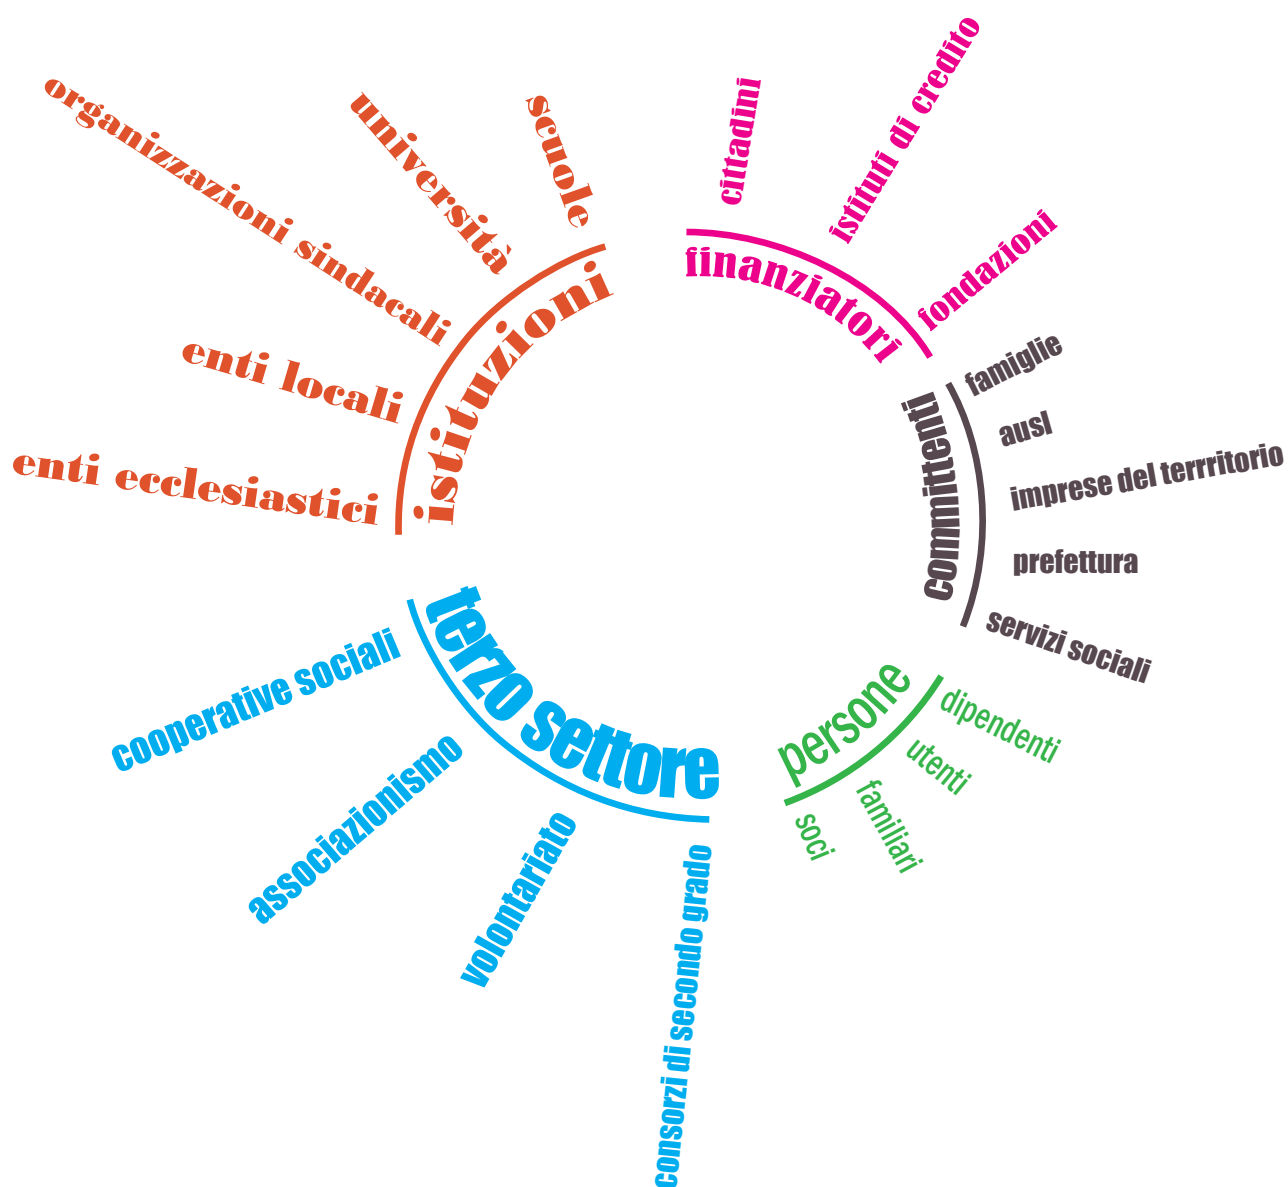 istituzioni
enti ecclesiastici
enti locali
organizzazioni sindacali
università
scuole
finanziatori
cittadini
istituti di credito
fondazioni
committenti
famiglie
ausl
imprese del terrritorio
prefettura
servizi sociali
persone
dipendenti
utenti
familiari
soci
terzo settore
consorzi di secondo grado
volontariato
associazionismo
cooperative sociali